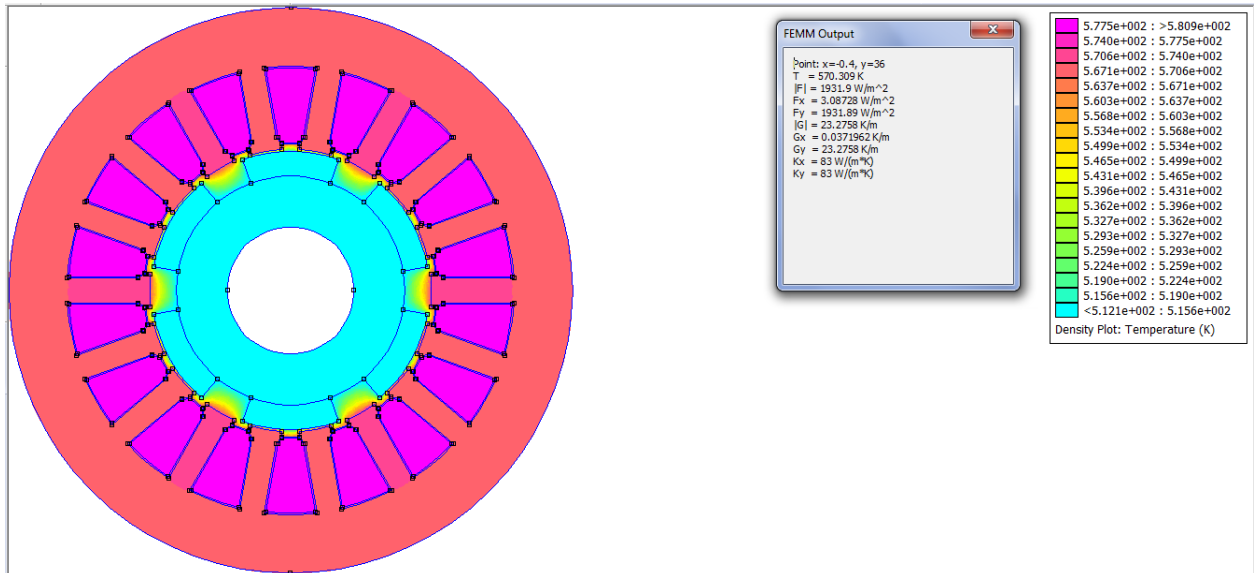 FEMM Output
Point: x=-0.4, y=36
T = 570.309 K
|F| = 1931.9 W/m^2
Fx = 3.08728 W/m^2
Fy = 1931.89 W/m^2
|G| = 23.2758 K/m
Gx = 0.0371962 K/m
Gy = 23.2758 K/m
Kx = 83 W/(m*K)
Ky = 83 W/(m*K)
5.775e+002 : >5.809e+002
5.740e+002 : 5.775e+002
5.706e+002 : 5.740e+002
5.671e+002 : 5.706e+002
5.637e+002 : 5.671e+002
5.603e+002 : 5.637e+002
5.568e+002 : 5.603e+002
5.534e+002 : 5.568e+002
5.499e+002 : 5.534e+002
5.465e+002 : 5.499e+002
5.431e+002 : 5.465e+002
5.396e+002 : 5.431e+002
5.362e+002 : 5.396e+002
5.327e+002 : 5.362e+002
5.293e+002 : 5.327e+002
5.259e+002 : 5.293e+002
5.224e+002 : 5.259e+002
5.190e+002 : 5.224e+002
5.156e+002 : 5.190e+002
<5.121e+002 : 5.156e+002
Density Plot: Temperature (K)